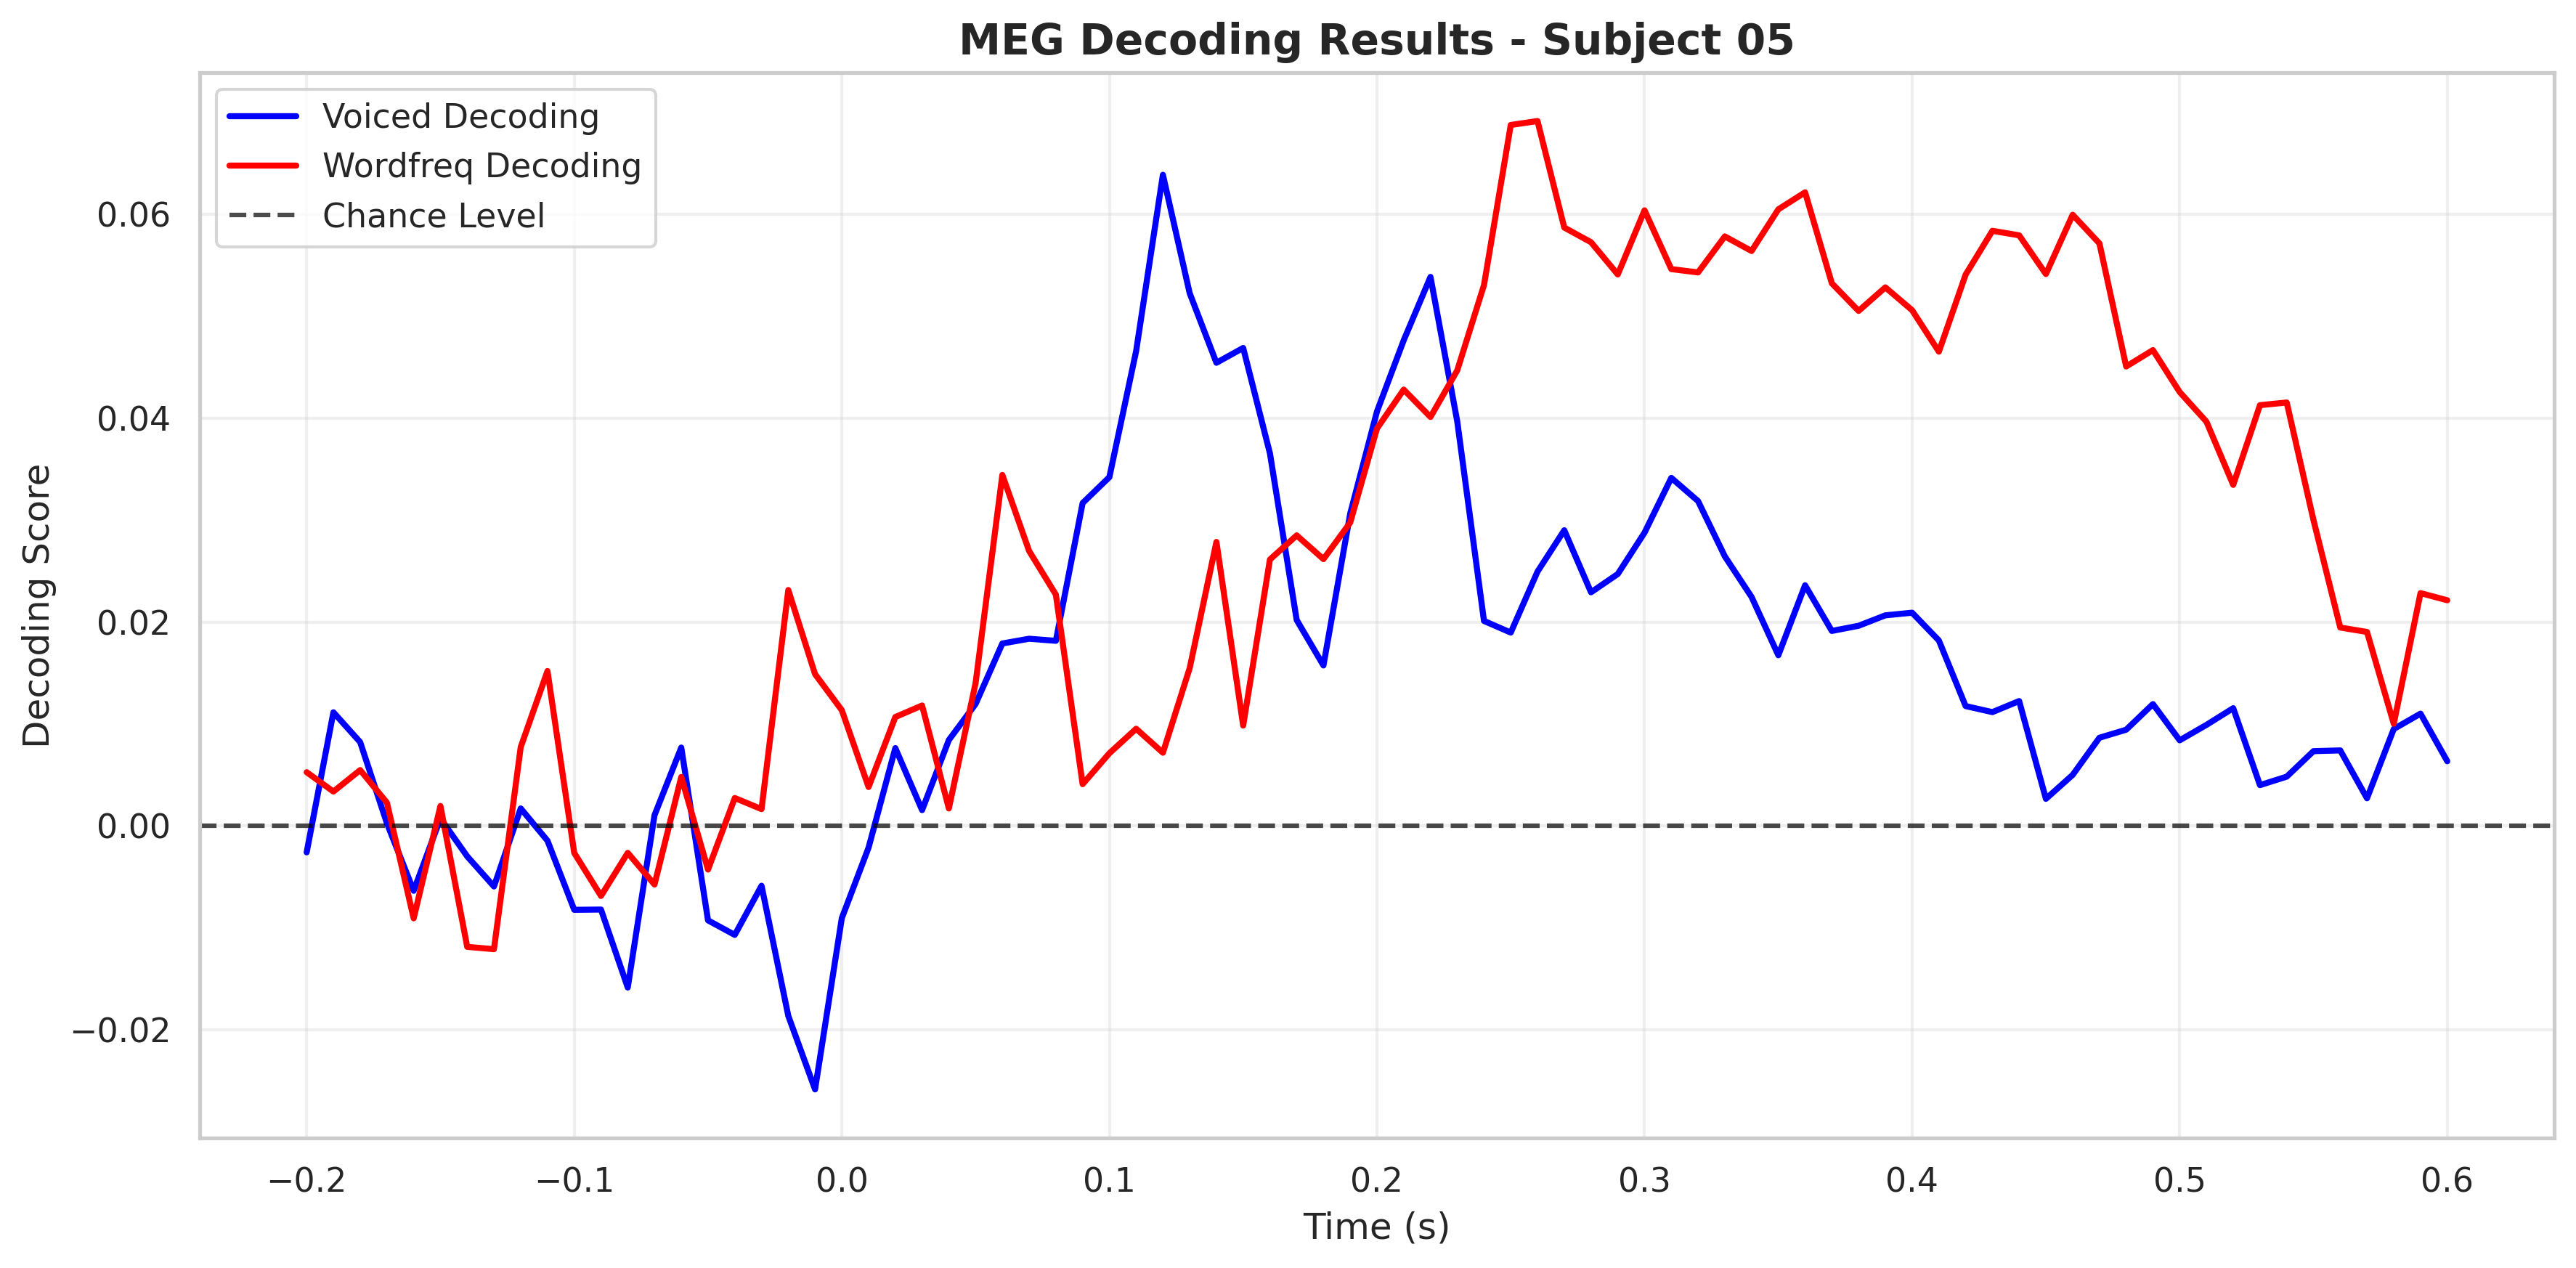 MEG Decoding Results - Subject 05
Voiced Decoding
Wordfreq Decoding
Chance Level
Decoding Score
0.06
0.04
0.02
0.00
−0.02
−0.2 −0.1 0.0 0.1 0.2 0.3 0.4 0.5 0.6
Time (s)